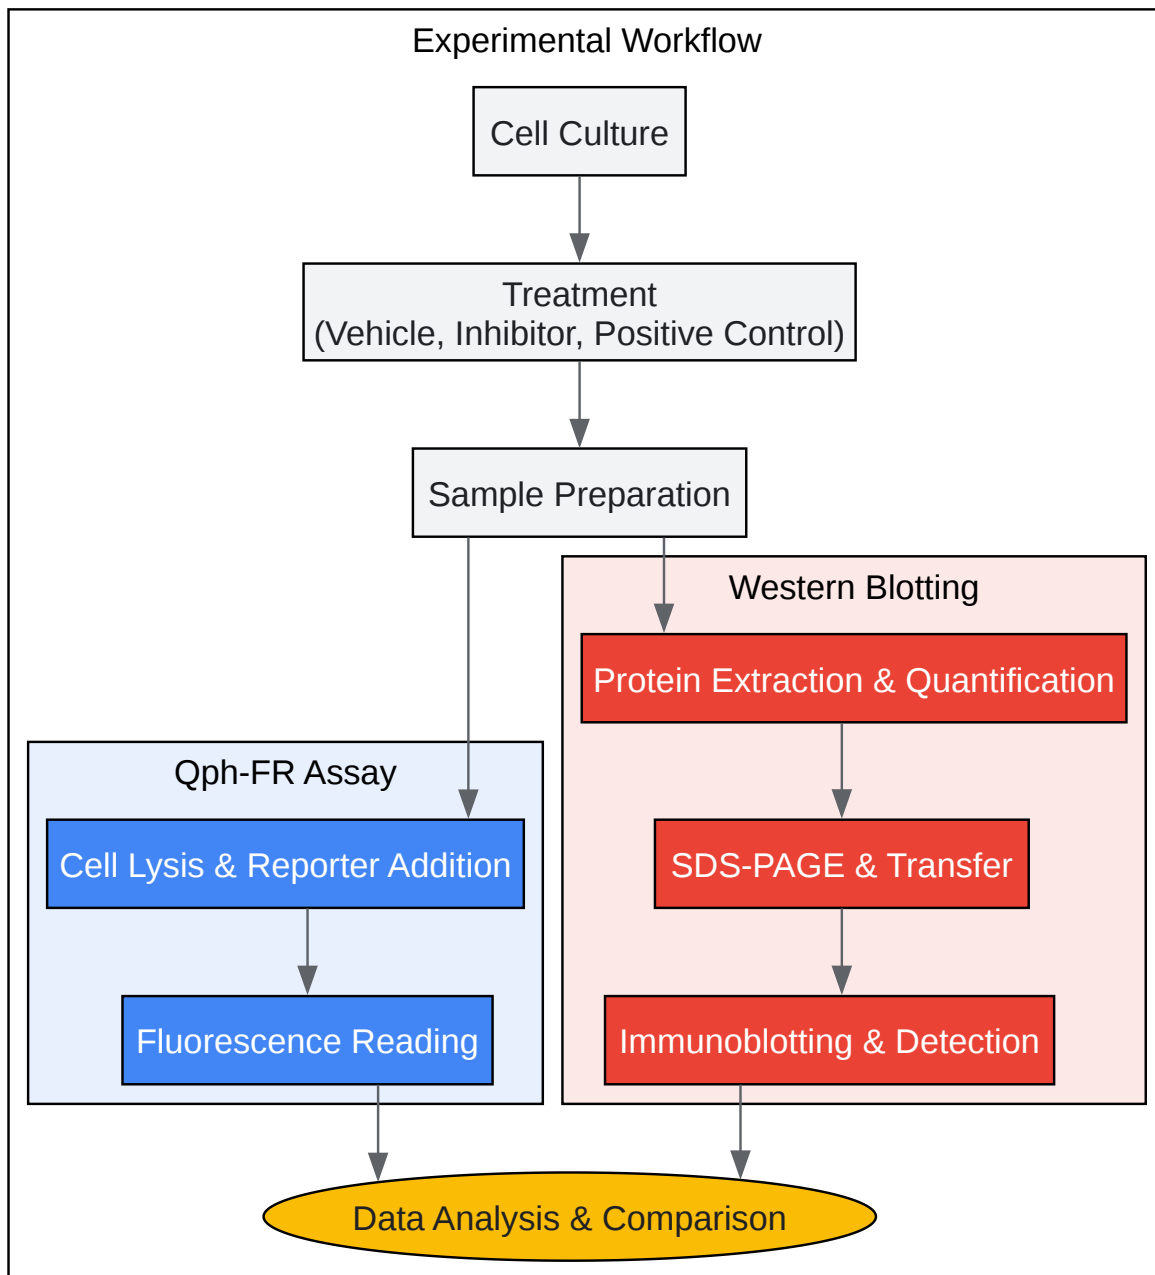 Experimental Workflow
Cell Culture
Treatment
(Vehicle, Inhibitor, Positive Control)
Sample Preparation
Western Blotting
Protein Extraction & Quantification
Qph-FR Assay
Cell Lysis & Reporter Addition
SDS-PAGE & Transfer
Fluorescence Reading
Immunoblotting & Detection
Data Analysis & Comparison